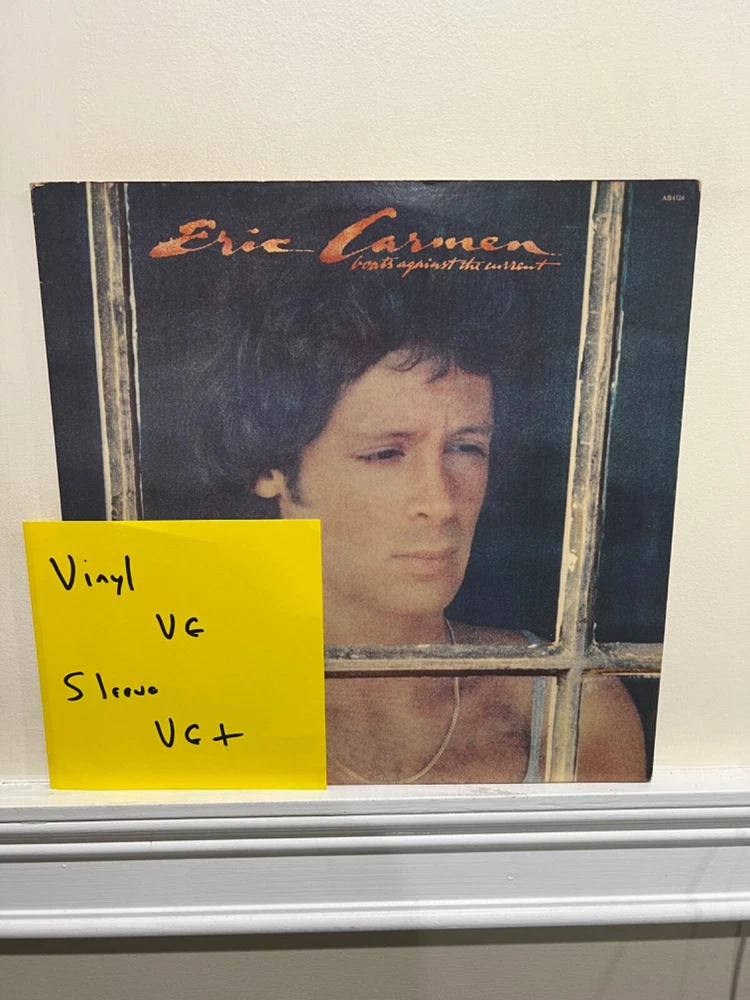 Eric Carmen
boats against the current
AB4124
Vinyl
VG
Sleeve
VG+